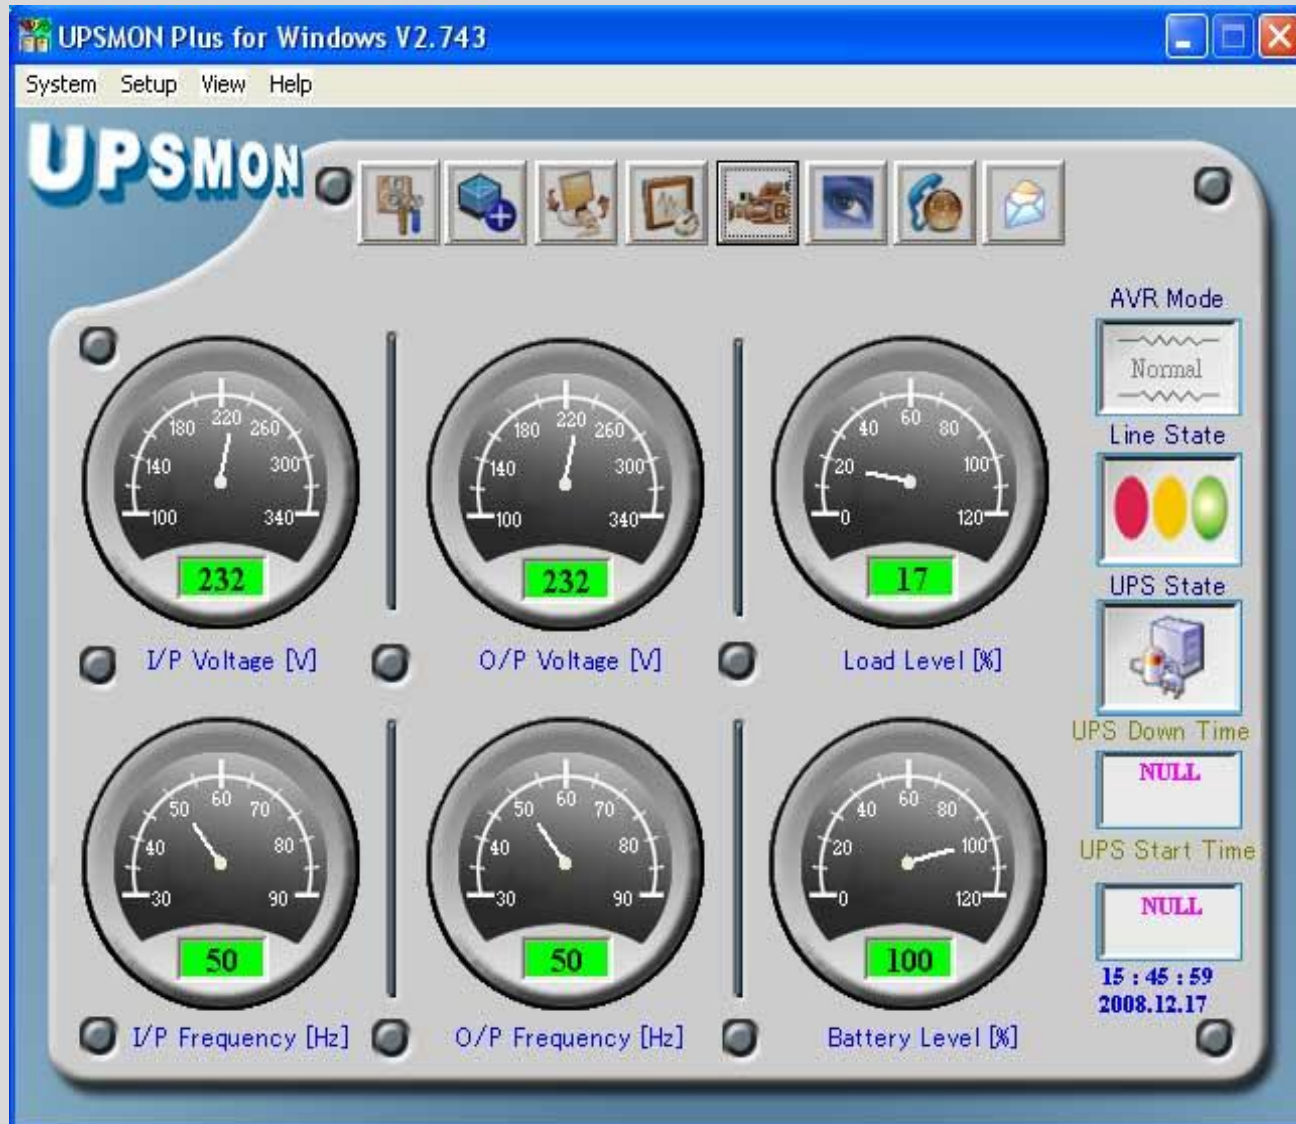 UPSMON Plus for Windows V2.743
System Setup View Help
UPSMON
B
AVR Mode
Normal
Line State
UPS State
100 140 180 220 260 300 340
232
I/P Voltage [V]
100 140 180 220 260 300 340
232
O/P Voltage [V]
0 20 40 60 80 100 120
17
Load Level [%]
UPS Down Time
NULL
UPS Start Time
NULL
30 40 50 60 70 80 90
50
I/P Frequency [Hz]
30 40 50 60 70 80 90
50
O/P Frequency [Hz]
0 20 40 60 80 100 120
100
Battery Level [%]
15 : 45 : 59
2008.12.17